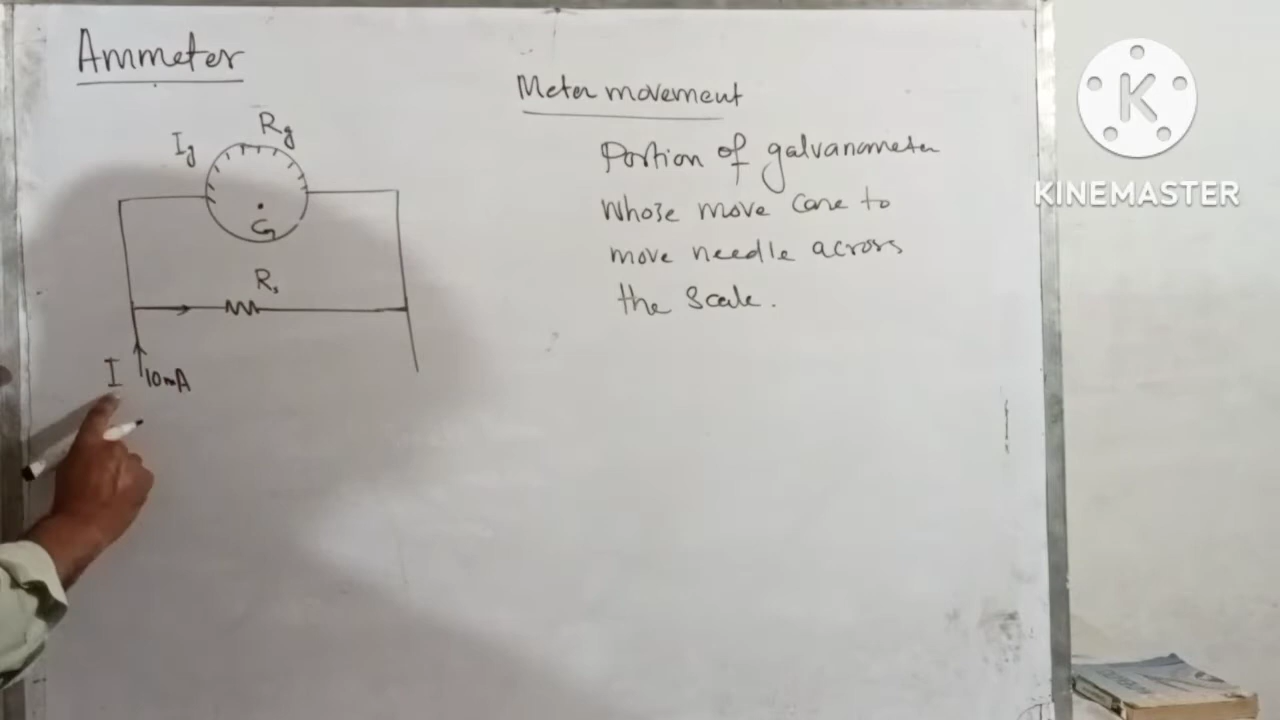 Ammeter
Meter movement
Rg
Ig
Portion of galvanometer
Whose move cone to
move needle across
the Scale.
G
Rs
I 10mA
K
KINEMASTER